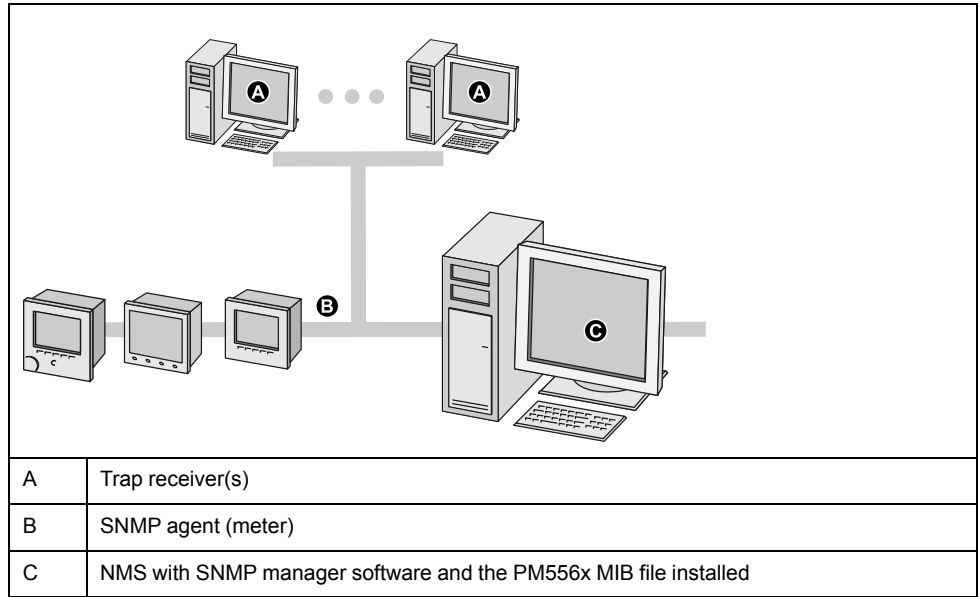 A
A
B
C
A Trap receiver(s)
B SNMP agent (meter)
C NMS with SNMP manager software and the PM556x MIB file installed